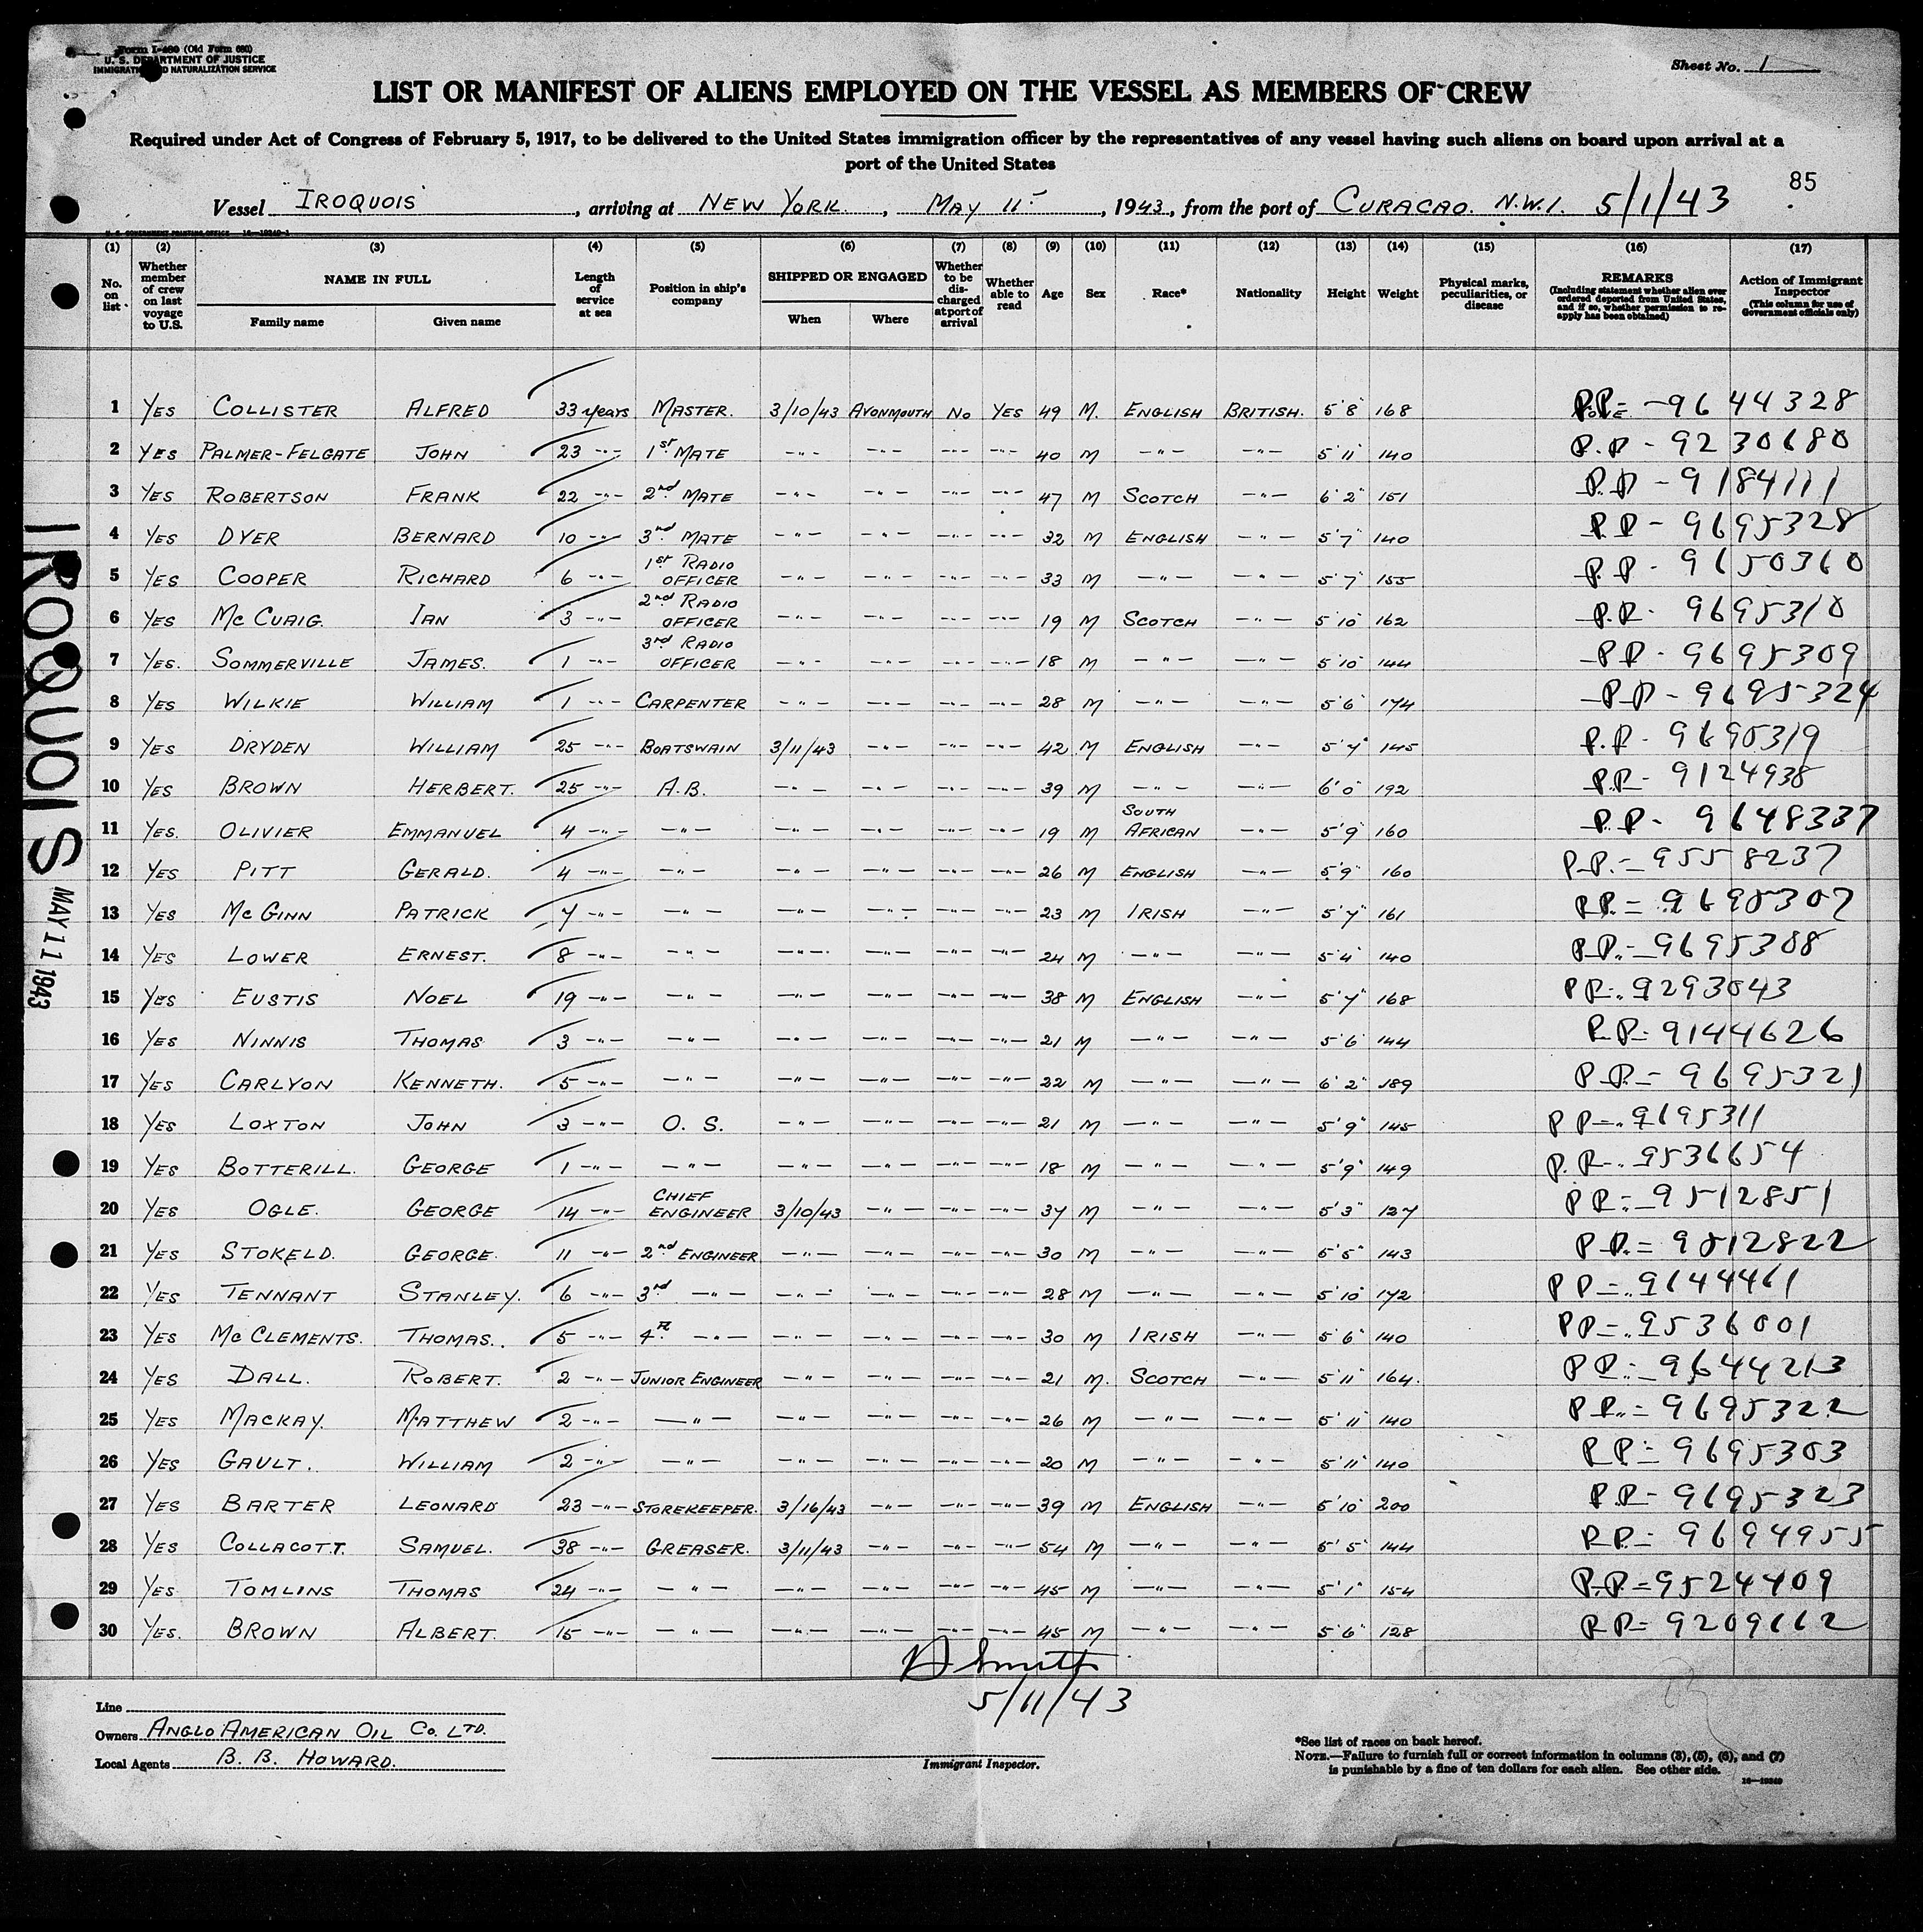 Form I-480 (Old Form 680)
U. S. DEPARTMENT OF JUSTICE
IMMIGRATION AND NATURALIZATION SERVICE
Sheet No. 1
LIST OR MANIFEST OF ALIENS EMPLOYED ON THE VESSEL AS MEMBERS OF CREW
Required under Act of Congress of February 5, 1917, to be delivered to the United States immigration officer by the representatives of any vessel having such aliens on board upon arrival at a
port of the United States
85
Vessel IROQUOIS, arriving at NEW YORK, MAY 11, 1943, from the port of CURACAO. N.W.I. 5/1/43
(1) (2) (3) (4) (5) (6) (7) (8) (9) (10) (11) (12) (13) (14) (15) (16) (17)
No. on list
Whether member of crew on last voyage to U.S.
NAME IN FULL
Family name Given name
Length of service at sea
Position in ship's company
SHIPPED OR ENGAGED
When Where
Whether to be discharged at port of arrival
Whether able to read
Age
Sex
Race*
Nationality
Height
Weight
Physical marks, peculiarities, or disease
REMARKS
(Including statement whether alien ever ordered deported from United States, and if so, whether permission to reapply has been obtained)
Action of Immigrant Inspector
(This column for use of Government officials only)
1 YES COLLISTER ALFRED 33 years MASTER. 3/10/43 AVONMOUTH NO YES 49 M. ENGLISH BRITISH. 5'8" 168 P.P. - 9644328
2 YES PALMER-FELGATE JOHN 23 -"- 1st MATE -"- -"- -"- -"- 40 M -"- -"- 5'11" 140 P.P - 9230680
3 YES ROBERTSON FRANK 22 -"- 2nd MATE -"- -"- -"- -"- 47 M SCOTCH -"- 6'2" 151 P.P - 9184111
4 YES DYER BERNARD 10 -"- 3nd MATE -"- -"- -"- -"- 32 M ENGLISH -"- 5'7" 140 P.P - 9695328
5 YES COOPER RICHARD 6 -"- 1st RADIO OFFICER -"- -"- -"- -"- 33 M -"- -"- 5'7" 155 P.P - 9650360
6 YES MCCUAIG. IAN 3 -"- 2nd RADIO OFFICER -"- -"- -"- -"- 19 M SCOTCH -"- 5'10" 162 P.P - 9695310
7 YES. SOMMERVILLE JAMES. 1 -"- 3rd RADIO OFFICER -"- -"- -"- -"- 18 M -"- -"- 5'10" 144 P.P - 9695309
8 YES WILKIE WILLIAM 1 -"- CARPENTER -"- -"- -"- -"- 28 M -"- -"- 5'6" 174 P.P - 9695324
9 YES DRYDEN WILLIAM 25 -"- BOATSWAIN 3/11/43 -"- -"- -"- 42 M ENGLISH -"- 5'7" 145 P.P - 9695319
10 YES BROWN HERBERT. 25 -"- A.B. -"- -"- -"- -"- 39 M -"- -"- 6'0" 192 P.P - 9124938
11 YES. OLIVIER EMMANUEL 4 -"- -"- -"- -"- -"- -"- 19 M SOUTH AFRICAN -"- 5'9" 160 P.P - 9648337
12 YES PITT GERALD. 4 -"- -"- -"- -"- -"- -"- 26 M ENGLISH -"- 5'9" 160 P.P. - 9558237
13 YES MCGINN PATRICK 7 -"- -"- -"- -"- -"- -"- 23 M IRISH -"- 5'7" 161 P.P. - 9695307
14 YES LOWER ERNEST. 8 -"- -"- -"- -"- -"- -"- 24 M -"- -"- 5'4" 140 P.P. - 9695308
15 YES EUSTIS NOEL 19 -"- -"- -"- -"- -"- -"- 38 M ENGLISH -"- 5'7" 168 P.P - 9293043
16 YES NINNIS THOMAS 3 -"- -"- -"- -"- -"- -"- 21 M -"- -"- 5'6" 144 P.P - 9144626
17 YES CARLYON KENNETH. 5 -"- -"- -"- -"- -"- -"- 22 M -"- -"- 6'2" 189 P.P. - 9695321
18 YES LOXTON JOHN 3 -"- O. S. -"- -"- -"- -"- 21 M -"- -"- 5'9" 145 P.P - 9695311
19 YES BOTTERILL. GEORGE 1 -"- -"- -"- -"- -"- -"- 18 M -"- -"- 5'9" 149 P.P - 9536654
20 YES OGLE. GEORGE 14 -"- CHIEF ENGINEER 3/10/43 -"- -"- -"- 37 M -"- -"- 5'3" 127 P.P. - 9512851
21 YES STOKELD. GEORGE. 11 -"- 2nd ENGINEER -"- -"- -"- -"- 30 M -"- -"- 5'5" 143 P.P. - 9512822
22 YES TENNANT STANLEY. 6 -"- 3rd -"- -"- -"- -"- -"- 28 M -"- -"- 5'10" 172 P.P - 9644461
23 YES MCCLEMENTS. THOMAS. 5 -"- 4th -"- -"- -"- -"- -"- 30 M IRISH -"- 5'6" 140 P.P - 9536001
24 YES DALL. ROBERT. 2 -"- JUNIOR ENGINEER -"- -"- -"- -"- 21 M. SCOTCH -"- 5'11" 164. P.P. - 9644213
25 YES MACKAY. MATTHEW 2 -"- -"- -"- -"- -"- -"- 26 M -"- -"- 5'11" 140 P.P. - 9695322
26 YES GAULT. WILLIAM 2 -"- -"- -"- -"- -"- -"- 20 M -"- -"- 5'11" 140 P.P - 9695303
27 YES BARTER LEONARD 23 -"- STOREKEEPER. 3/16/43 -"- -"- -"- 39 M ENGLISH -"- 5'10" 200 P.P - 9695323
28 YES COLLACOTT. SAMUEL. 38 -"- GREASER. 3/11/43 -"- -"- -"- 54 M -"- -"- 5'5" 144 P.P. - 9694955
29 YES TOMLINS THOMAS 24 -"- -"- -"- -"- -"- -"- 45 M -"- -"- 5'1" 154 P.P. - 9524409
30 YES. BROWN ALBERT. 15 -"- -"- -"- -"- -"- -"- 45 M -"- -"- 5'6" 128 P.P - 9209662
IROQUOIS
MAY 11 1943
D Smith
5/11/43
Line
Owners ANGLO AMERICAN OIL Co. LTD.
Local Agents B. B. HOWARD.
Immigrant Inspector.
*See list of races on back hereof.
NOTE.—Failure to furnish full or correct information in columns (3), (5), (6), and (7)
is punishable by a fine of ten dollars for each alien. See other side.